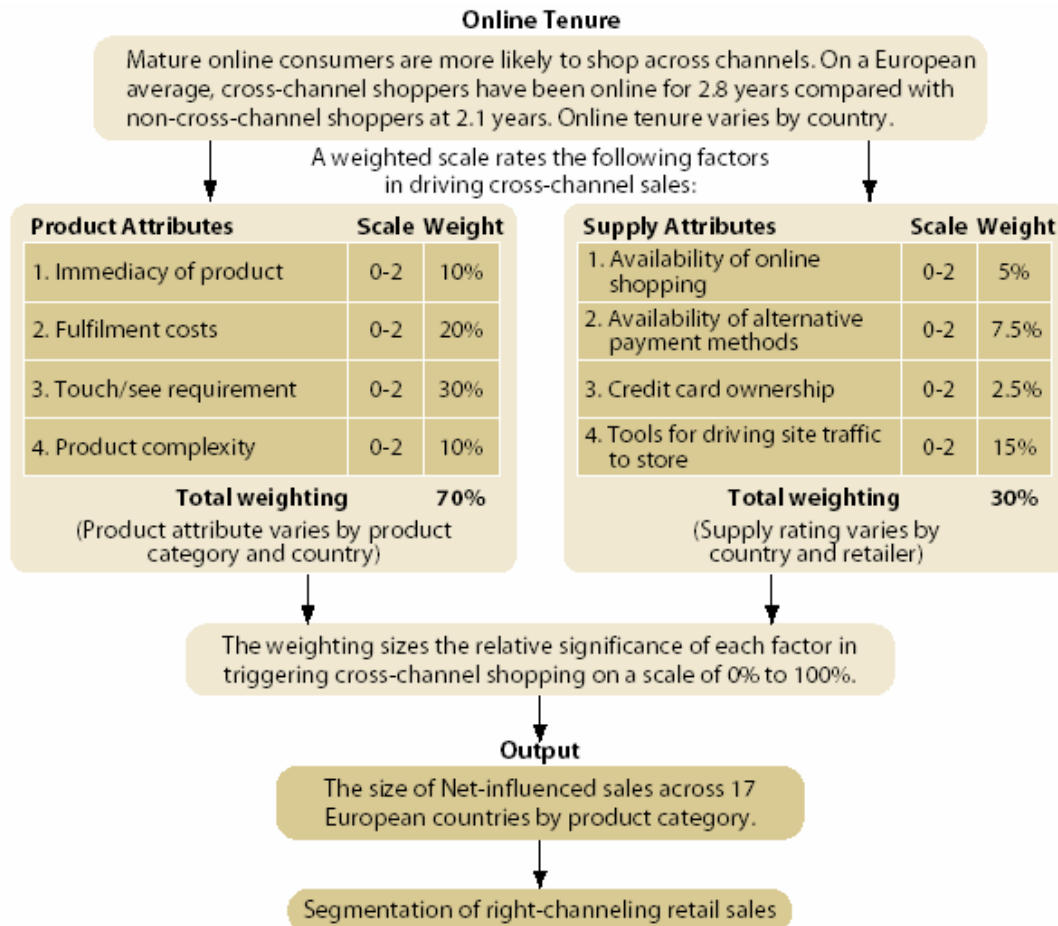 Online Tenure
Mature online consumers are more likely to shop across channels. On a European
average, cross-channel shoppers have been online for 2.8 years compared with
non-cross-channel shoppers at 2.1 years. Online tenure varies by country.
A weighted scale rates the following factors
in driving cross-channel sales:
Product Attributes Scale Weight
1. Immediacy of product 0-2 10%
2. Fulfilment costs 0-2 20%
3. Touch/see requirement 0-2 30%
4. Product complexity 0-2 10%
Total weighting 70%
(Product attribute varies by product
category and country)
Supply Attributes Scale Weight
1. Availability of online
shopping 0-2 5%
2. Availability of alternative
payment methods 0-2 7.5%
3. Credit card ownership 0-2 2.5%
4. Tools for driving site traffic
to store 0-2 15%
Total weighting 30%
(Supply rating varies by
country and retailer)
The weighting sizes the relative significance of each factor in
triggering cross-channel shopping on a scale of 0% to 100%.
Output
The size of Net-influenced sales across 17
European countries by product category.
Segmentation of right-channeling retail sales